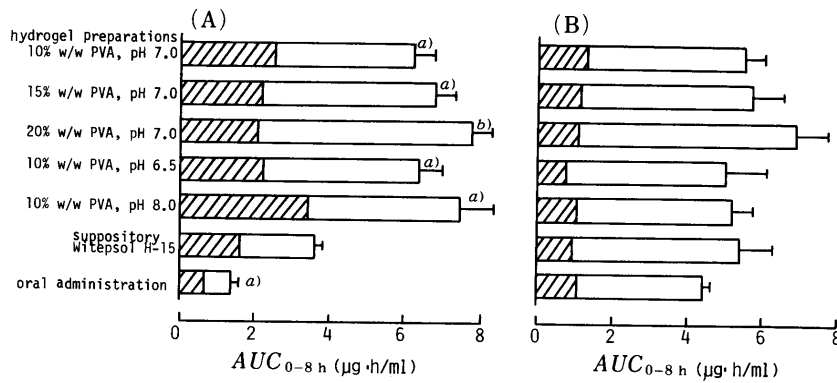 (A)
(B)
hydrogel preparations
10% w/w PVA, pH 7.0
a)
15% w/w PVA, pH 7.0
a)
20% w/w PVA, pH 7.0
b)
10% w/w PVA, pH 6.5
a)
10% w/w PVA, pH 8.0
a)
suppository
Witepsol H-15
oral administration
a)
0 2 4 6 8
0 2 4 6 8
AUC0-8 h (μg·h/ml)
AUC0-8 h (μg·h/ml)